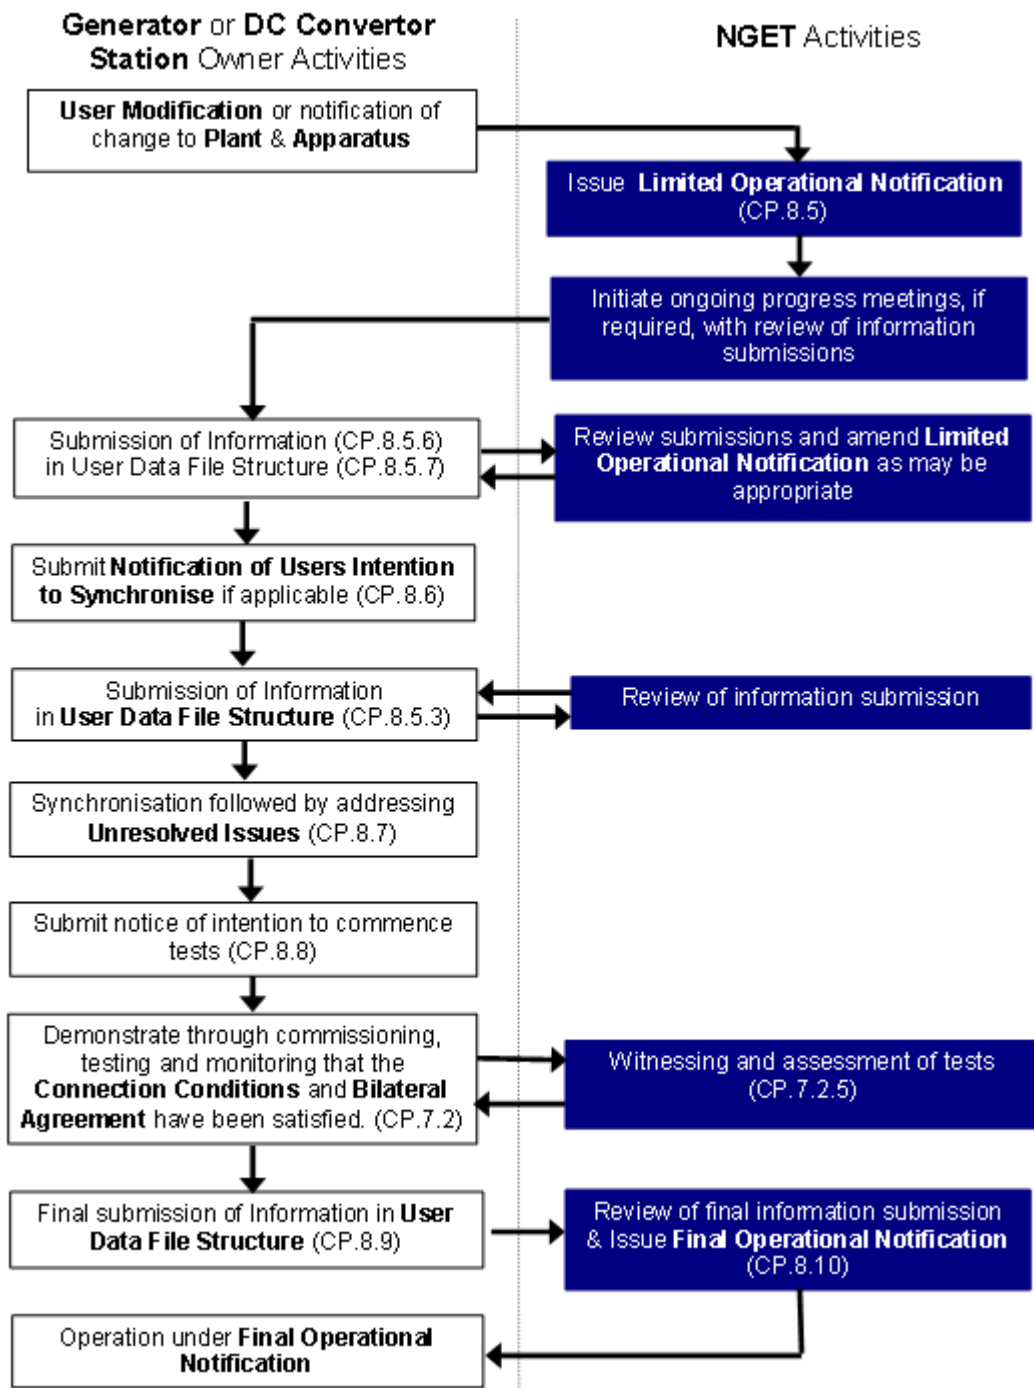 Generator or DC Convertor
Station Owner Activities
NGET Activities
User Modification or notification of
change to Plant & Apparatus
Issue Limited Operational Notification
(CP.8.5)
Initiate ongoing progress meetings, if
required, with review of information
submissions
Submission of Information (CP.8.5.6)
in User Data File Structure (CP.8.5.7)
Review submissions and amend Limited
Operational Notification as may be
appropriate
Submit Notification of Users Intention
to Synchronise if applicable (CP.8.6)
Submission of Information
in User Data File Structure (CP.8.5.3)
Review of information submission
Synchronisation followed by addressing
Unresolved Issues (CP.8.7)
Submit notice of intention to commence
tests (CP.8.8)
Demonstrate through commissioning,
testing and monitoring that the
Connection Conditions and Bilateral
Agreement have been satisfied. (CP.7.2)
Witnessing and assessment of tests
(CP.7.2.5)
Final submission of Information in User
Data File Structure (CP.8.9)
Review of final information submission
& Issue Final Operational Notification
(CP.8.10)
Operation under Final Operational
Notification